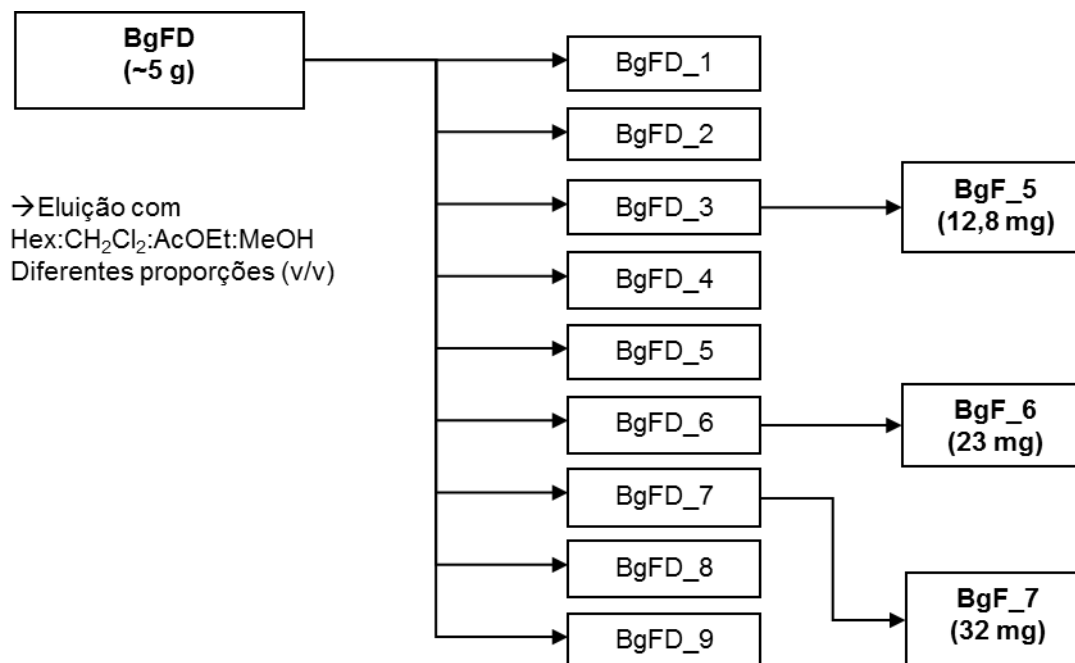 BgFD
(~5 g)
→Eluição com
Hex:CH₂Cl₂:AcOEt:MeOH
Diferentes proporções (v/v)
BgFD_1
BgFD_2
BgFD_3
BgFD_4
BgFD_5
BgFD_6
BgFD_7
BgFD_8
BgFD_9
BgF_5
(12,8 mg)
BgF_6
(23 mg)
BgF_7
(32 mg)